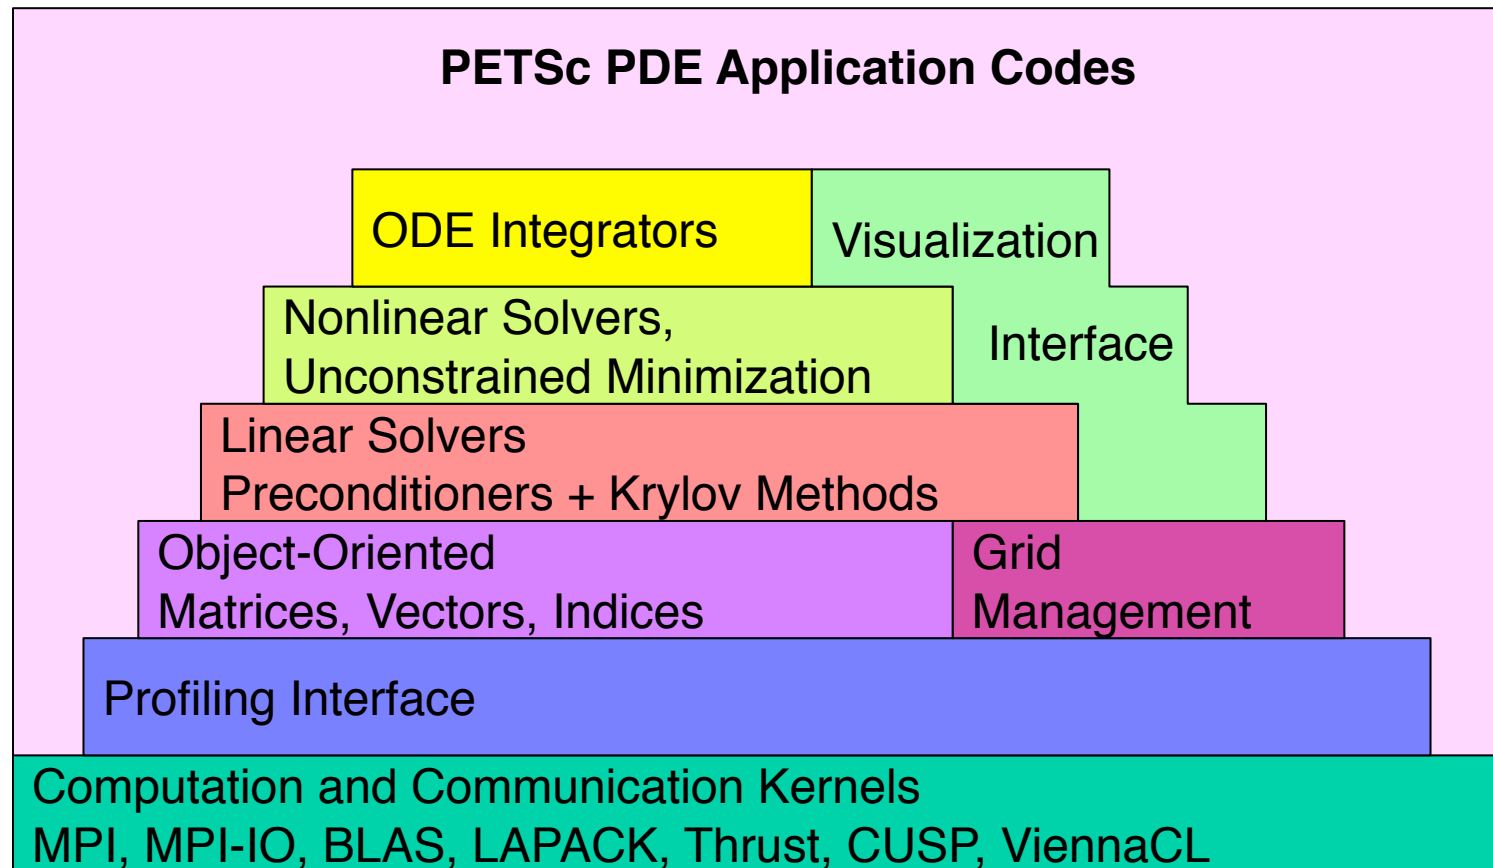 PETSc PDE Application Codes
ODE Integrators
Visualization
Nonlinear Solvers,
Unconstrained Minimization
Interface
Linear Solvers
Preconditioners + Krylov Methods
Object-Oriented
Matrices, Vectors, Indices
Grid
Management
Profiling Interface
Computation and Communication Kernels
MPI, MPI-IO, BLAS, LAPACK, Thrust, CUSP, ViennaCL